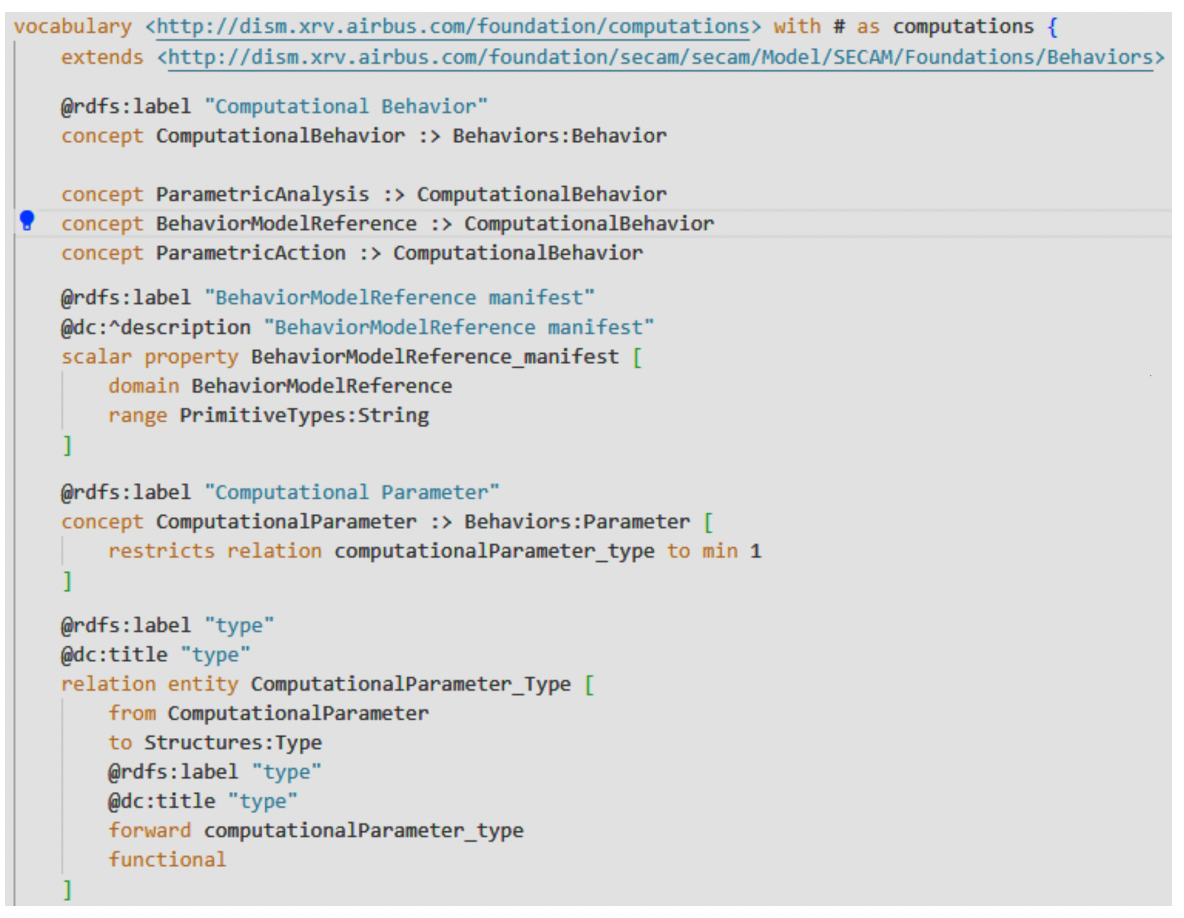 vocabulary <http://dism.xrv.airbus.com/foundation/computations> with # as computations {
extends <http://dism.xrv.airbus.com/foundation/secam/secam/Model/SECAM/Foundations/Behaviors>
@rdfs:label "Computational Behavior"
concept ComputationalBehavior :> Behaviors:Behavior
concept ParametricAnalysis :> ComputationalBehavior
concept BehaviorModelReference :> ComputationalBehavior
concept ParametricAction :> ComputationalBehavior
@rdfs:label "BehaviorModelReference manifest"
@dc:^description "BehaviorModelReference manifest"
scalar property BehaviorModelReference_manifest [
domain BehaviorModelReference
range PrimitiveTypes:String
]
@rdfs:label "Computational Parameter"
concept ComputationalParameter :> Behaviors:Parameter [
restricts relation computationalParameter_type to min 1
]
@rdfs:label "type"
@dc:title "type"
relation entity ComputationalParameter_Type [
from ComputationalParameter
to Structures:Type
@rdfs:label "type"
@dc:title "type"
forward computationalParameter_type
functional
]